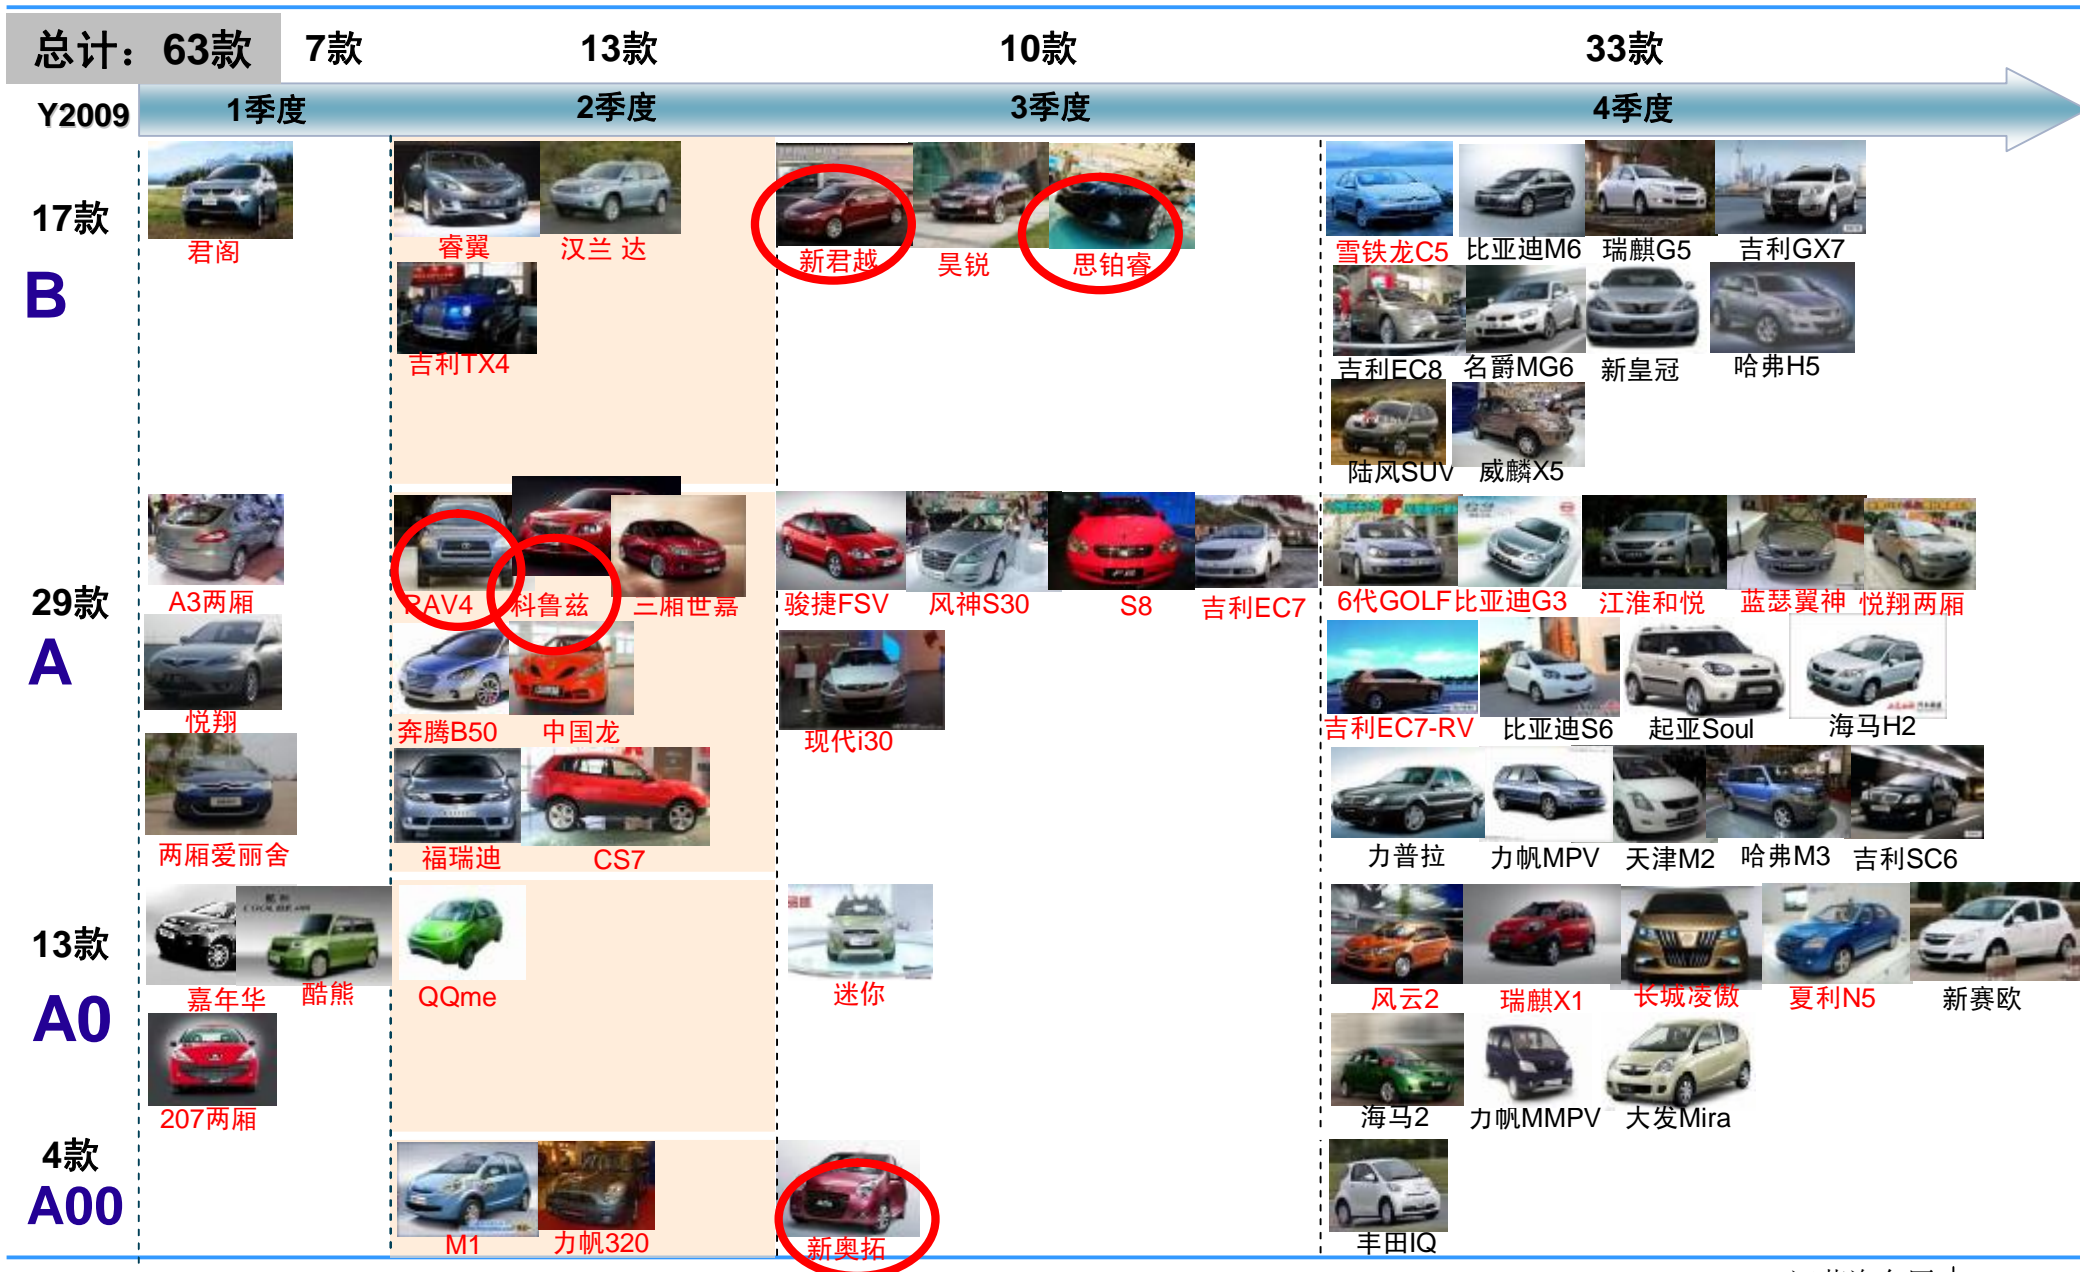 总计：63款 7款 13款 10款 33款
Y2009 1季度 2季度 3季度 4季度
17款
B
君阁 睿翼 汉兰 达 新君越 昊锐 思铂睿 雪铁龙C5 比亚迪M6 瑞麒G5 吉利GX7
吉利TX4 吉利EC8 名爵MG6 新皇冠 哈弗H5
陆风SUV 威麟X5
29款
A
A3两厢 RAV4 科鲁兹 三厢世嘉 骏捷FSV 风神S30 S8 吉利EC7 6代GOLF 比亚迪G3 江淮和悦 蓝瑟翼神 悦翔两厢
悦翔 奔腾B50 中国龙 现代i30 吉利EC7-RV 比亚迪S6 起亚Soul 海马H2
两厢爱丽舍 福瑞迪 CS7 力普拉 力帆MPV 天津M2 哈弗M3 吉利SC6
13款
A0
嘉年华 酷熊 QQme 迷你 风云2 瑞麒X1 长城凌傲 夏利N5 新赛欧
207两厢 海马2 力帆MMPV 大发Mira
4款
A00
M1 力帆320 新奥拓 丰田IQ